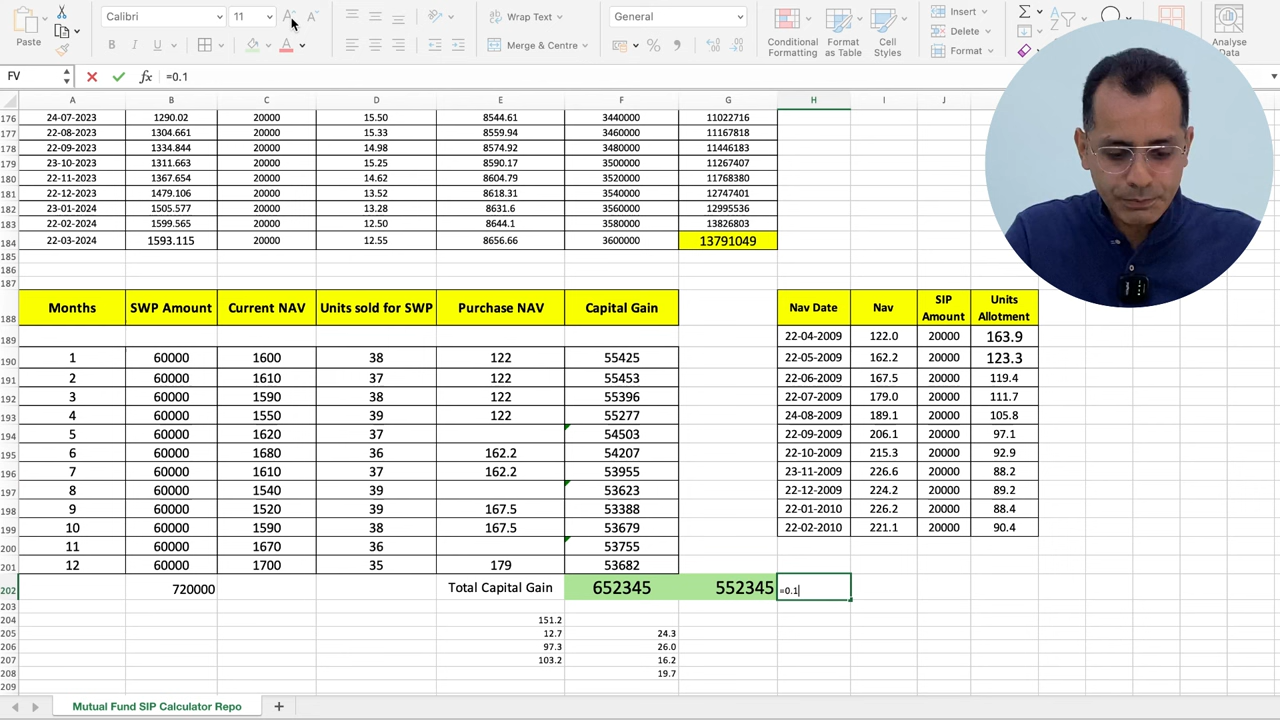 Calibri 11 Wrap Text General Insert
Paste Merge & Centre Conditional Formatting Format as Table Cell Styles Delete Format Analyse Data
FV =0.1
A B C D E F G H I J
176 24-07-2023 1290.02 20000 15.50 8544.61 3440000 11022716
177 22-08-2023 1304.661 20000 15.33 8559.94 3460000 11167818
178 22-09-2023 1334.844 20000 14.98 8574.92 3480000 11446183
179 23-10-2023 1311.663 20000 15.25 8590.17 3500000 11267407
180 22-11-2023 1367.654 20000 14.62 8604.79 3520000 11768380
181 22-12-2023 1479.106 20000 13.52 8618.31 3540000 12747401
182 23-01-2024 1505.577 20000 13.28 8631.6 3560000 12995536
183 22-02-2024 1599.565 20000 12.50 8644.1 3580000 13826803
184 22-03-2024 1593.115 20000 12.55 8656.66 3600000 13791049
185
186
187
188 Months SWP Amount Current NAV Units sold for SWP Purchase NAV Capital Gain Nav Date Nav SIP Amount Units Allotment
189 22-04-2009 122.0 20000 163.9
190 1 60000 1600 38 122 55425 22-05-2009 162.2 20000 123.3
191 2 60000 1610 37 122 55453 22-06-2009 167.5 20000 119.4
192 3 60000 1590 38 122 55396 22-07-2009 179.0 20000 111.7
193 4 60000 1550 39 122 55277 24-08-2009 189.1 20000 105.8
194 5 60000 1620 37 54503 22-09-2009 206.1 20000 97.1
195 6 60000 1680 36 162.2 54207 22-10-2009 215.3 20000 92.9
196 7 60000 1610 37 162.2 53955 23-11-2009 226.6 20000 88.2
197 8 60000 1540 39 53623 22-12-2009 224.2 20000 89.2
198 9 60000 1520 39 167.5 53388 22-01-2010 226.2 20000 88.4
199 10 60000 1590 38 167.5 53679 22-02-2010 221.1 20000 90.4
200 11 60000 1670 36 53755
201 12 60000 1700 35 179 53682
202 720000 Total Capital Gain 652345 552345 =0.1
203
204 151.2
205 12.7 24.3
206 97.3 26.0
207 103.2 16.2
208 19.7
209
Mutual Fund SIP Calculator Repo